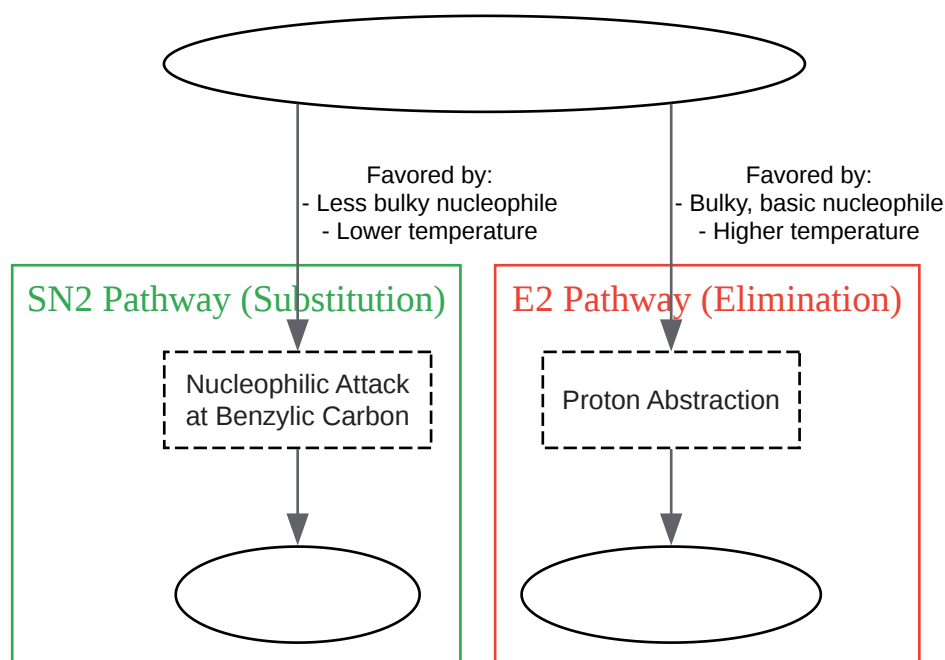 Favored by:
- Less bulky nucleophile
- Lower temperature
Favored by:
- Bulky, basic nucleophile
- Higher temperature
SN2 Pathway (Substitution)
E2 Pathway (Elimination)
Nucleophilic Attack
at Benzylic Carbon
Proton Abstraction